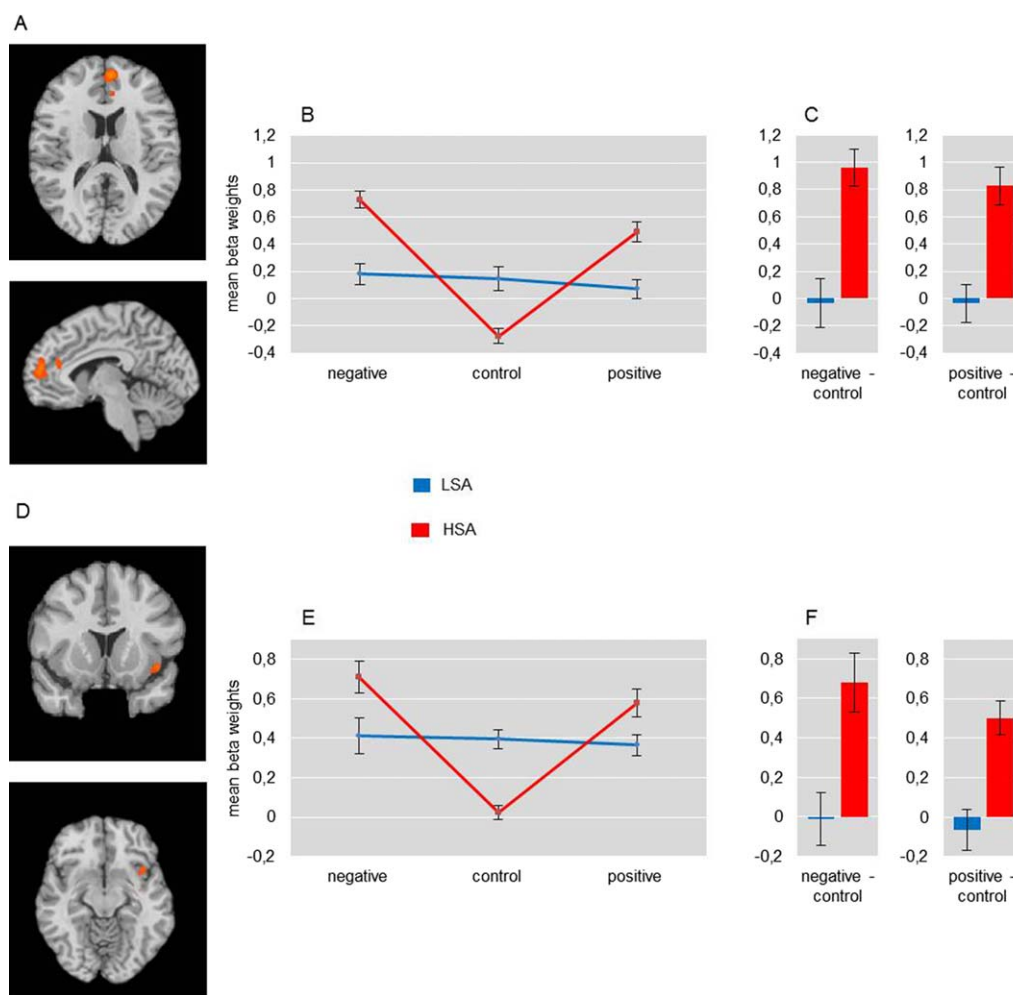 A
B
1,2
1
0,8
0,6
0,4
0,2
0
-0,2
-0,4
mean beta weights
negative control positive
C
1,2
1
0,8
0,6
0,4
0,2
0
-0,2
-0,4
negative -
control
1,2
1
0,8
0,6
0,4
0,2
0
-0,2
-0,4
positive -
control
LSA
HSA
D
E
0,8
0,6
0,4
0,2
0
-0,2
mean beta weights
negative control positive
F
0,8
0,6
0,4
0,2
0
-0,2
negative -
control
0,8
0,6
0,4
0,2
0
-0,2
positive -
control